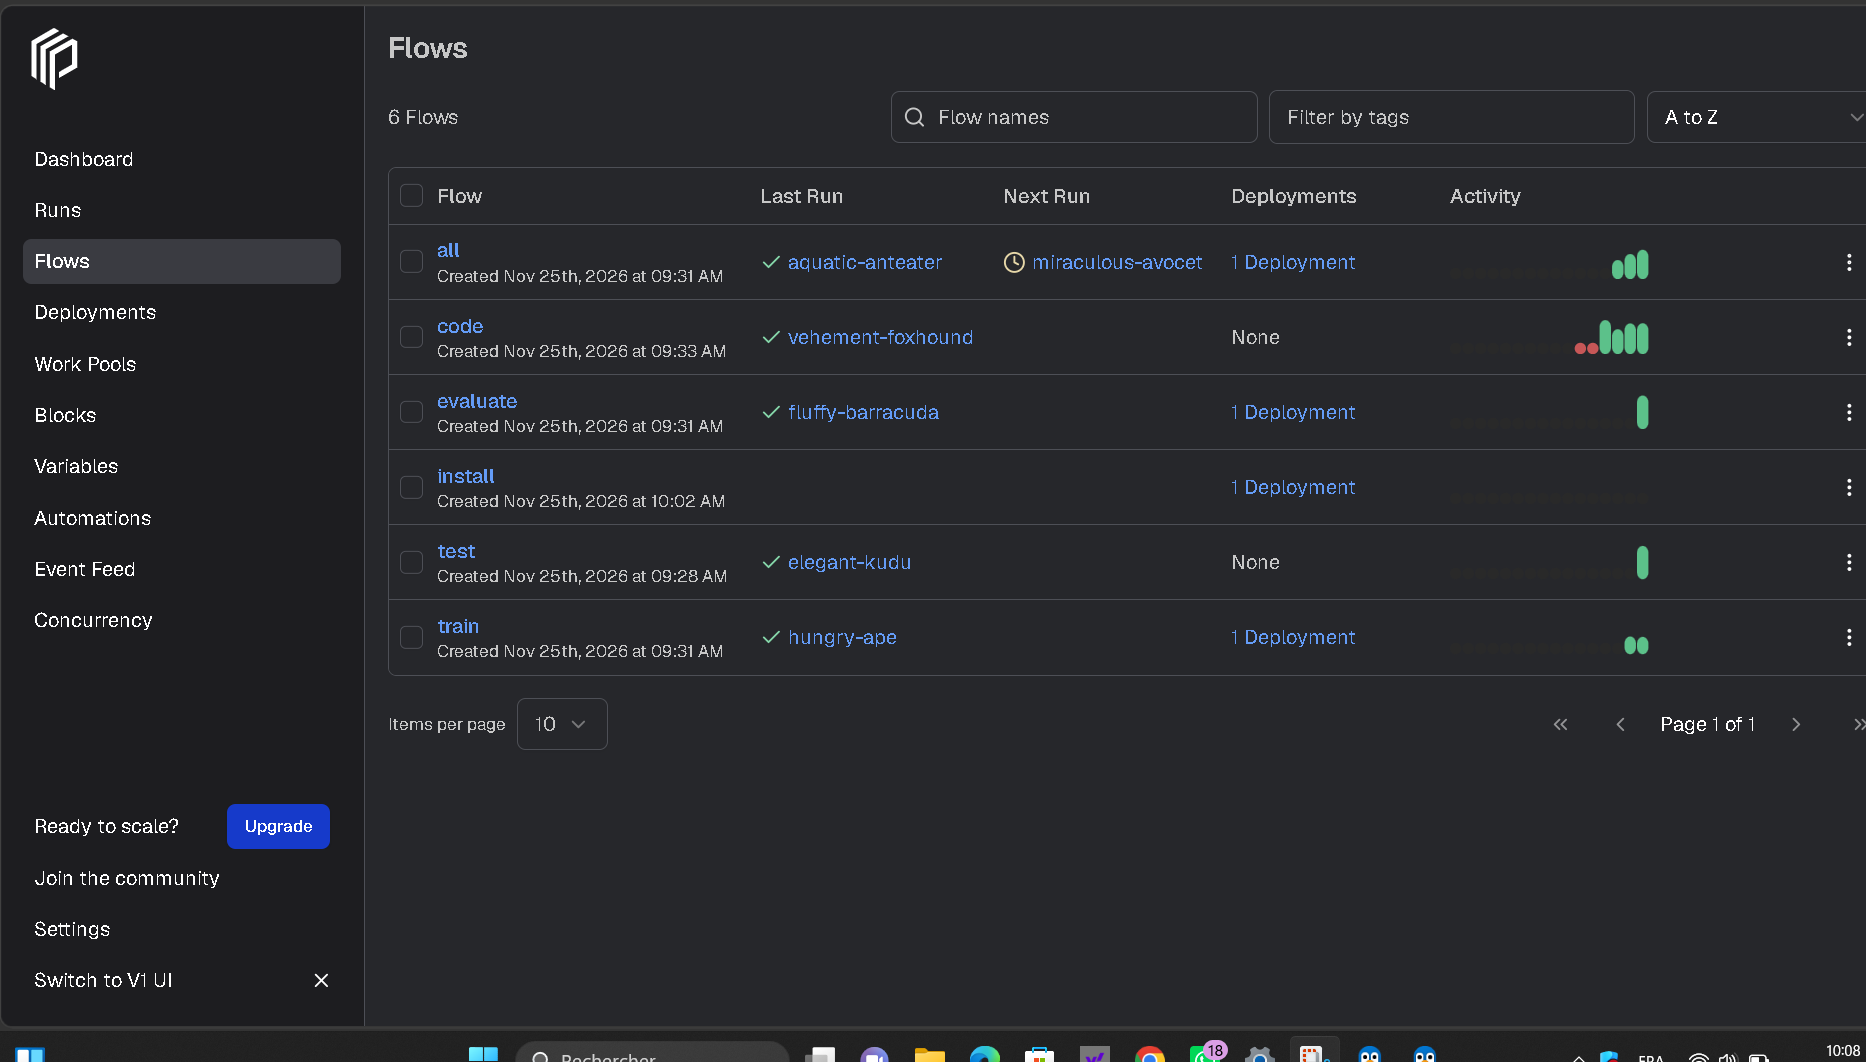 Flows
6 Flows
Flow names
Filter by tags
A to Z
Dashboard
Runs
Flows
Deployments
Work Pools
Blocks
Variables
Automations
Event Feed
Concurrency
Flow Last Run Next Run Deployments Activity
all
Created Nov 25th, 2026 at 09:31 AM
aquatic-anteater miraculous-avocet 1 Deployment
code
Created Nov 25th, 2026 at 09:33 AM
vehement-foxhound None
evaluate
Created Nov 25th, 2026 at 09:31 AM
fluffy-barracuda 1 Deployment
install
Created Nov 25th, 2026 at 10:02 AM
1 Deployment
test
Created Nov 25th, 2026 at 09:28 AM
elegant-kudu None
train
Created Nov 25th, 2026 at 09:31 AM
hungry-ape 1 Deployment
Items per page 10
Page 1 of 1
Ready to scale? Upgrade
Join the community
Settings
Switch to V1 UI
Rechercher
18
FRA
10:08